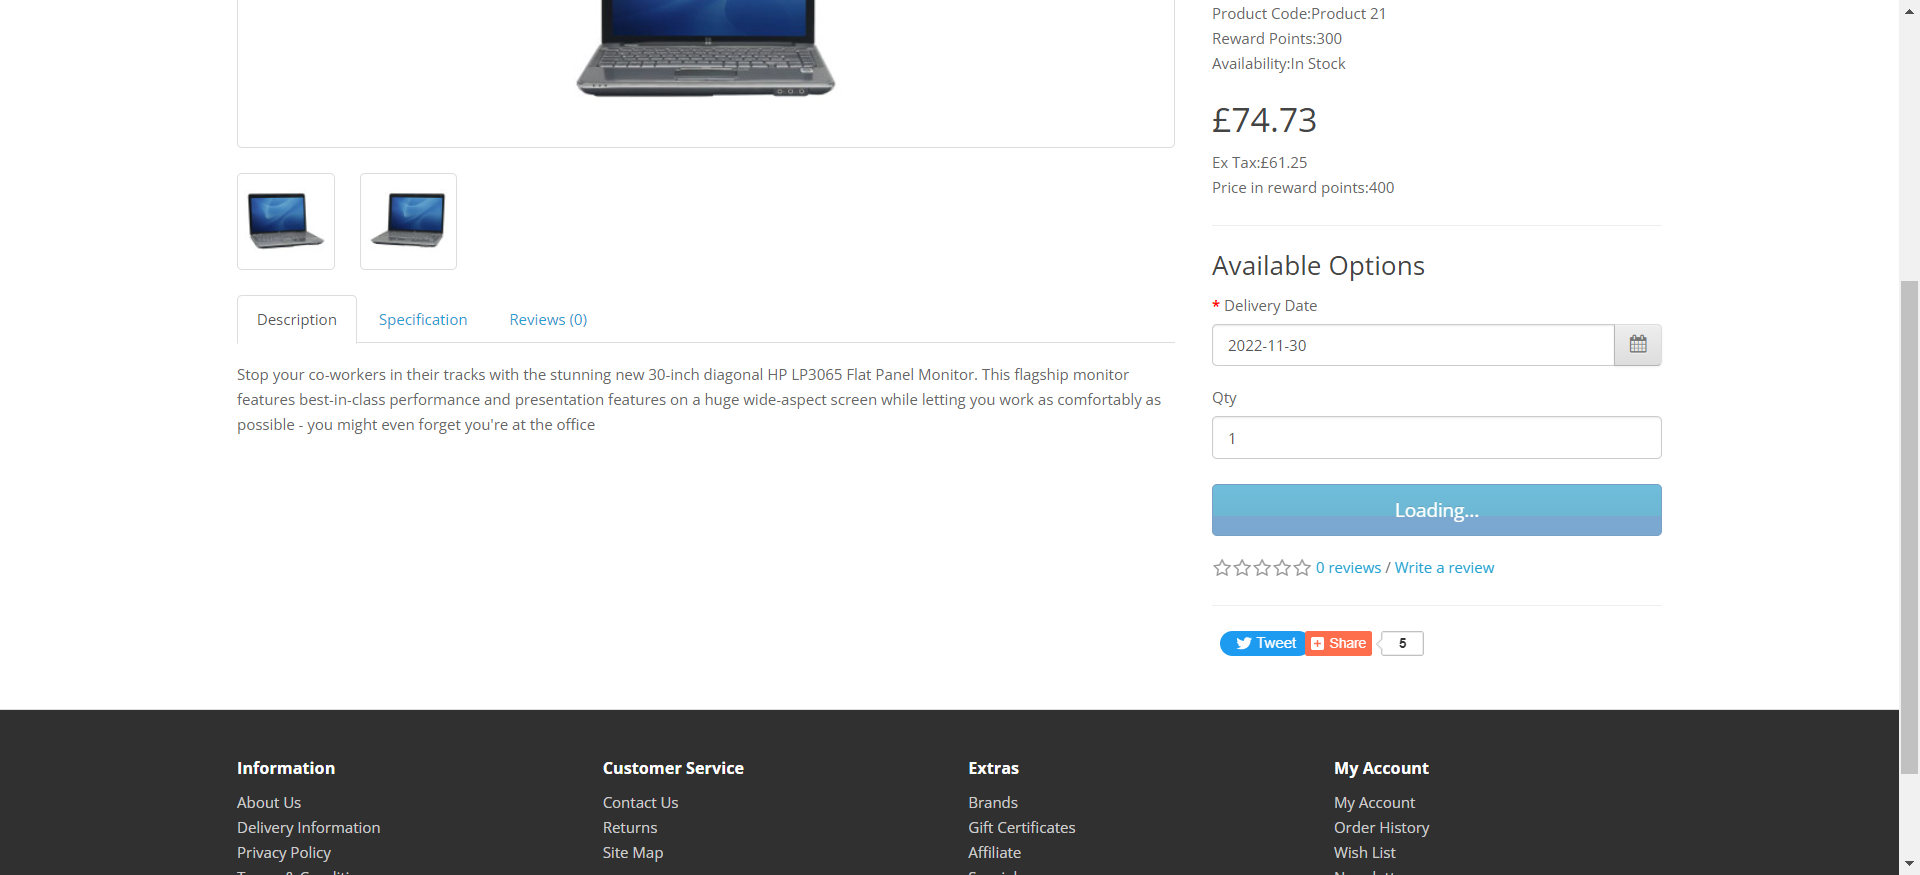 Product Code:Product 21
Reward Points:300
Availability:In Stock
£74.73
Ex Tax:£61.25
Price in reward points:400
Available Options
* Delivery Date
2022-11-30
Qty
1
Loading...
0 reviews / Write a review
Tweet
Share
5
Description
Specification
Reviews (0)
Stop your co-workers in their tracks with the stunning new 30-inch diagonal HP LP3065 Flat Panel Monitor. This flagship monitor
features best-in-class performance and presentation features on a huge wide-aspect screen while letting you work as comfortably as
possible - you might even forget you're at the office
Information
About Us
Delivery Information
Privacy Policy
Customer Service
Contact Us
Returns
Site Map
Extras
Brands
Gift Certificates
Affiliate
My Account
My Account
Order History
Wish List